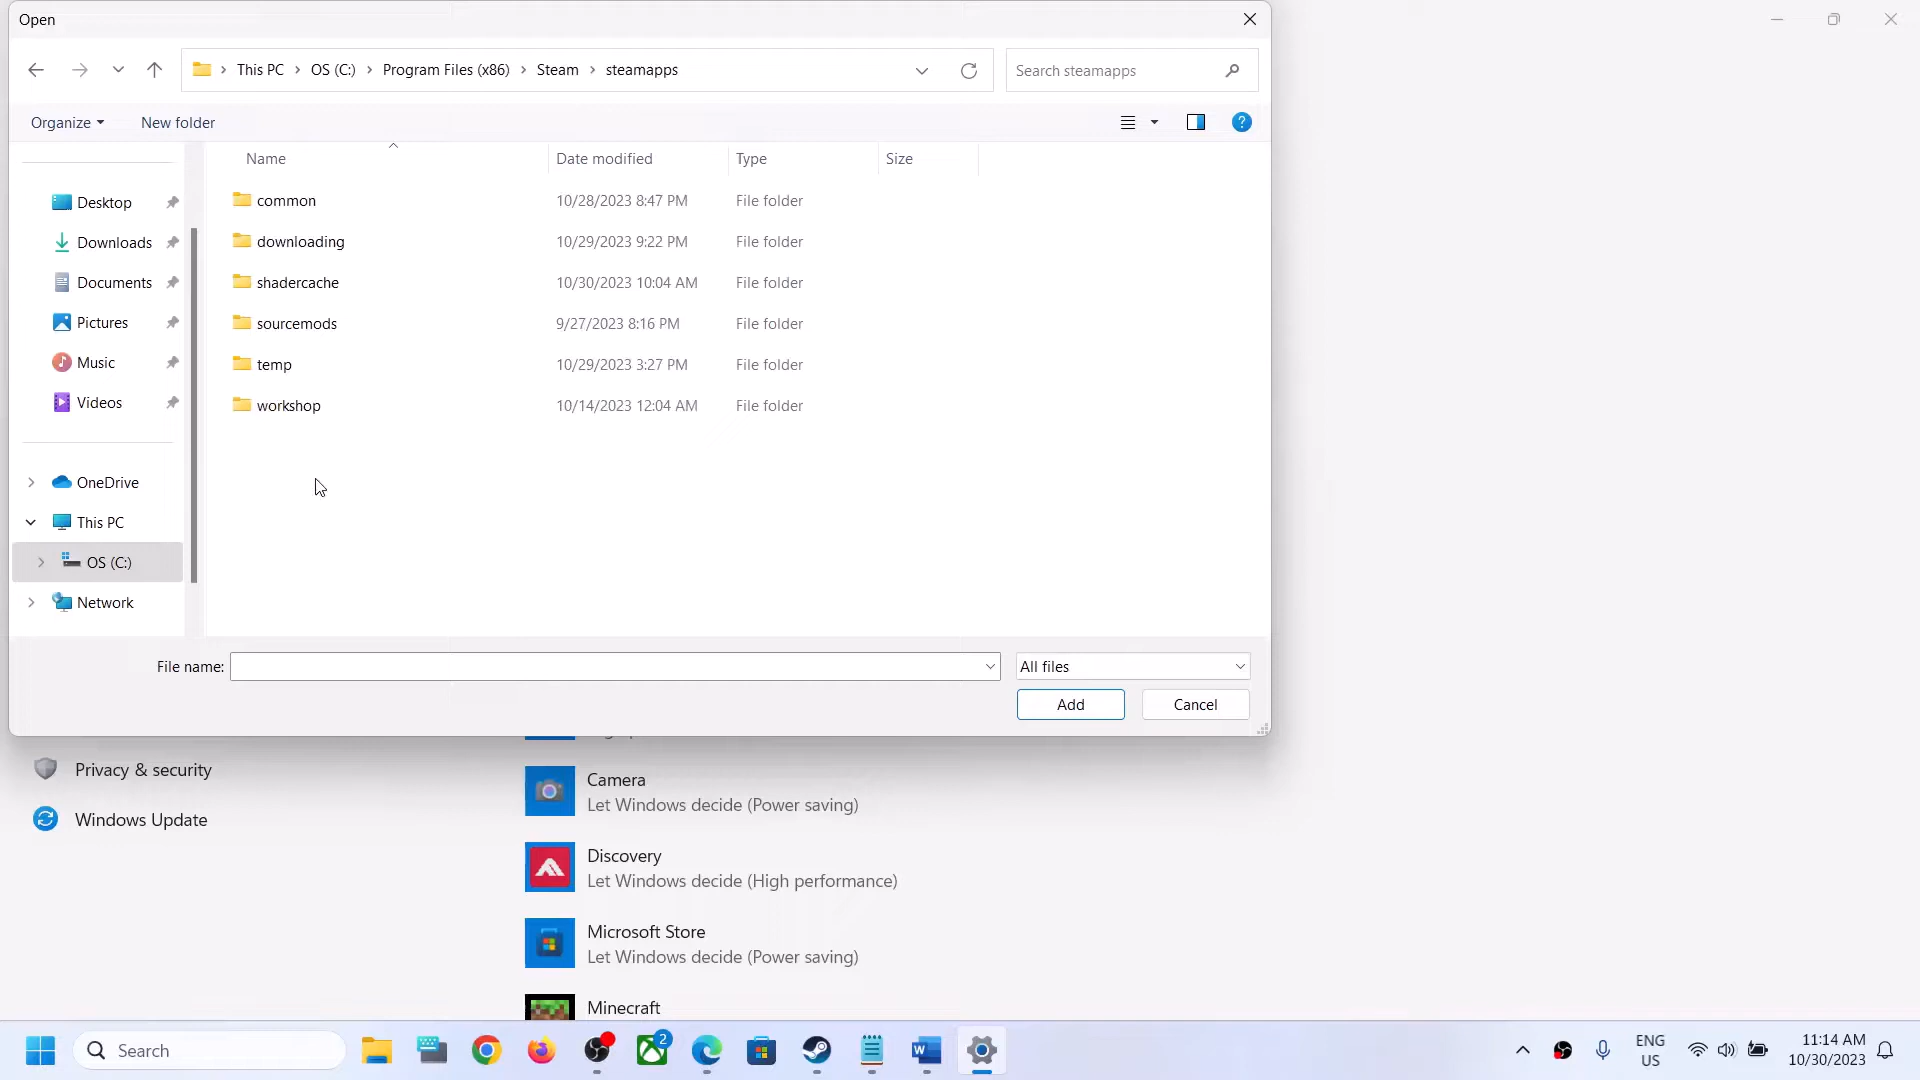 Open
This PC
OS (C:)
Program Files (x86)
Steam
steamapps
Search steamapps
Organize
New folder
?
Name
Date modified
Type
Size
Desktop
Downloads
Documents
Pictures
Music
Videos
OneDrive
This PC
OS (C:)
Network
common 10/28/2023 8:47 PM File folder
downloading 10/29/2023 9:22 PM File folder
shadercache 10/30/2023 10:04 AM File folder
sourcemods 9/27/2023 8:16 PM File folder
temp 10/29/2023 3:27 PM File folder
workshop 10/14/2023 12:04 AM File folder
File name:
All files
Add
Cancel
Privacy & security
Windows Update
Camera
Let Windows decide (Power saving)
Discovery
Let Windows decide (High performance)
Microsoft Store
Let Windows decide (Power saving)
Minecraft
Search
2
W
ENG
US
11:14 AM
10/30/2023